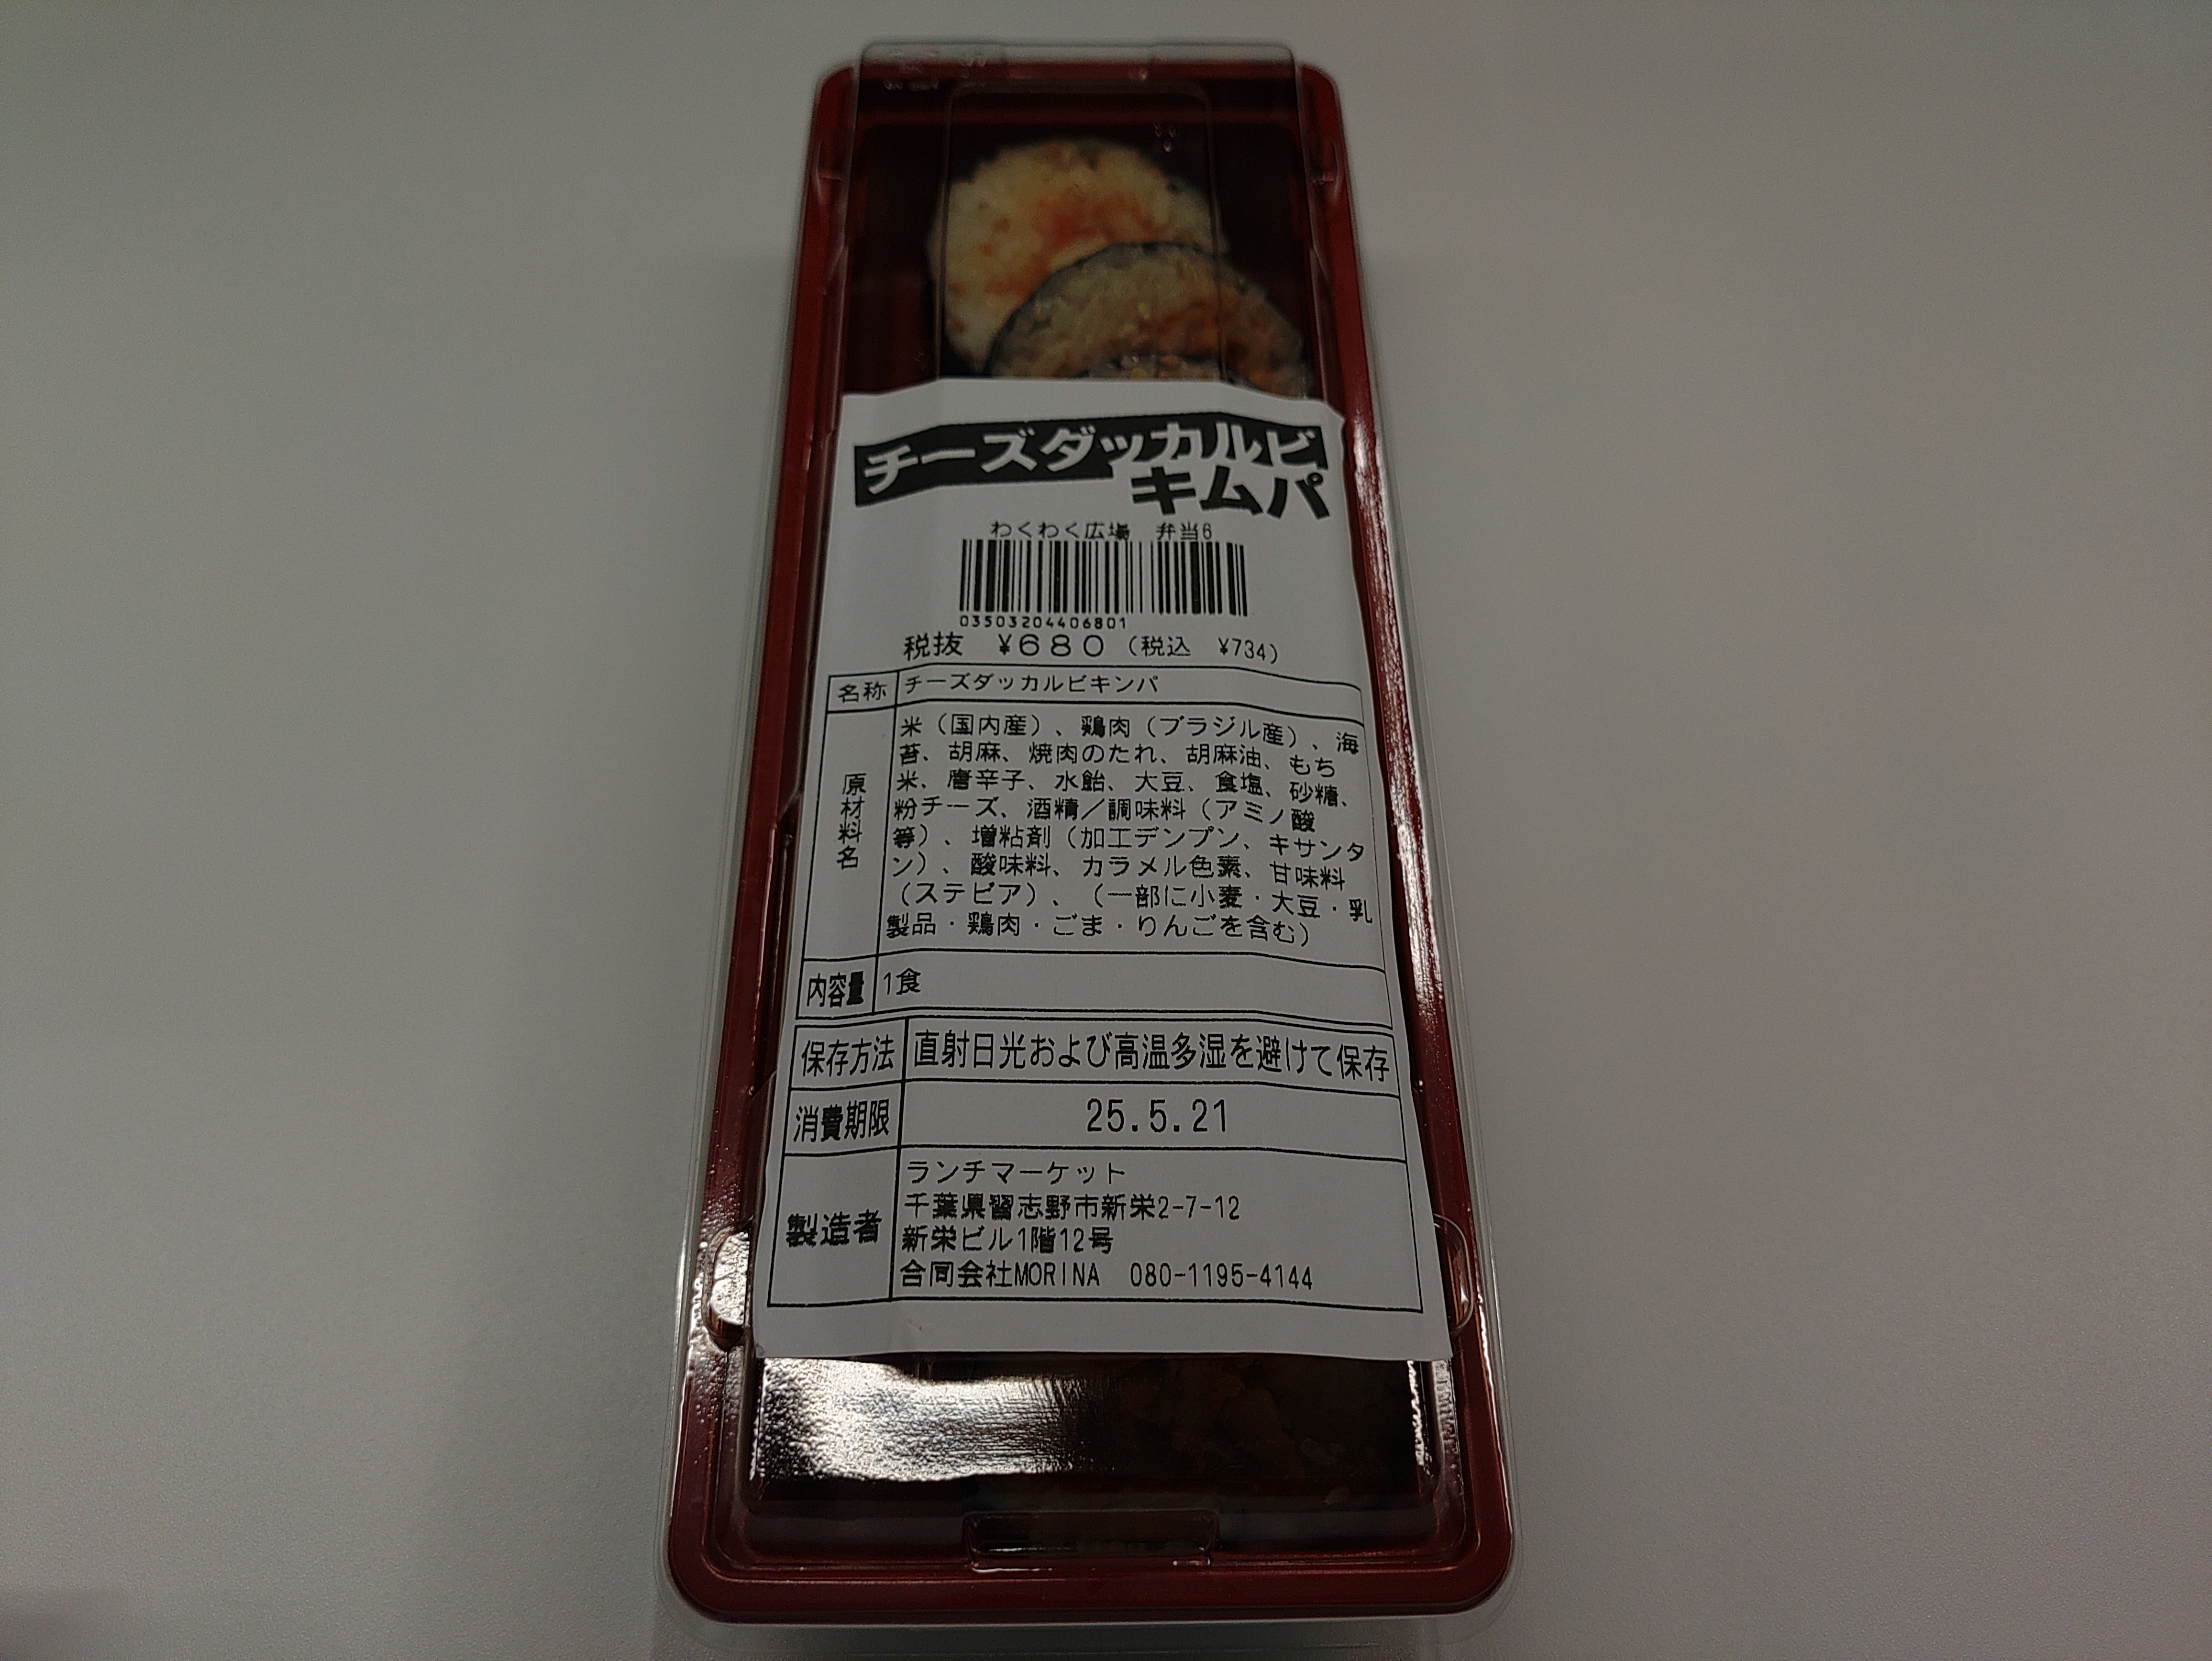 チーズダッカルビ
キムパ
わくわく広場 弁当6
03503204406801
税抜 ¥680(税込 ¥734)
名称 チーズダッカルビキンパ
原材料名
米(国内産)、鶏肉(ブラジル産)、海
苔、胡麻、焼肉のたれ、胡麻油、もち
米、唐辛子、水飴、大豆、食塩、砂糖、
粉チーズ、酒精/調味料(アミノ酸
等)、増粘剤(加工デンプン、キサンタ
ン)、酸味料、カラメル色素、甘味料
(ステビア)、(一部に小麦・大豆・乳
製品・鶏肉・ごま・りんごを含む)
内容量 1食
保存方法 直射日光および高温多湿を避けて保存
消費期限 25.5.21
製造者
ランチマーケット
千葉県習志野市新栄2-7-12
新栄ビル1階12号
合同会社MORINA 080-1195-4144